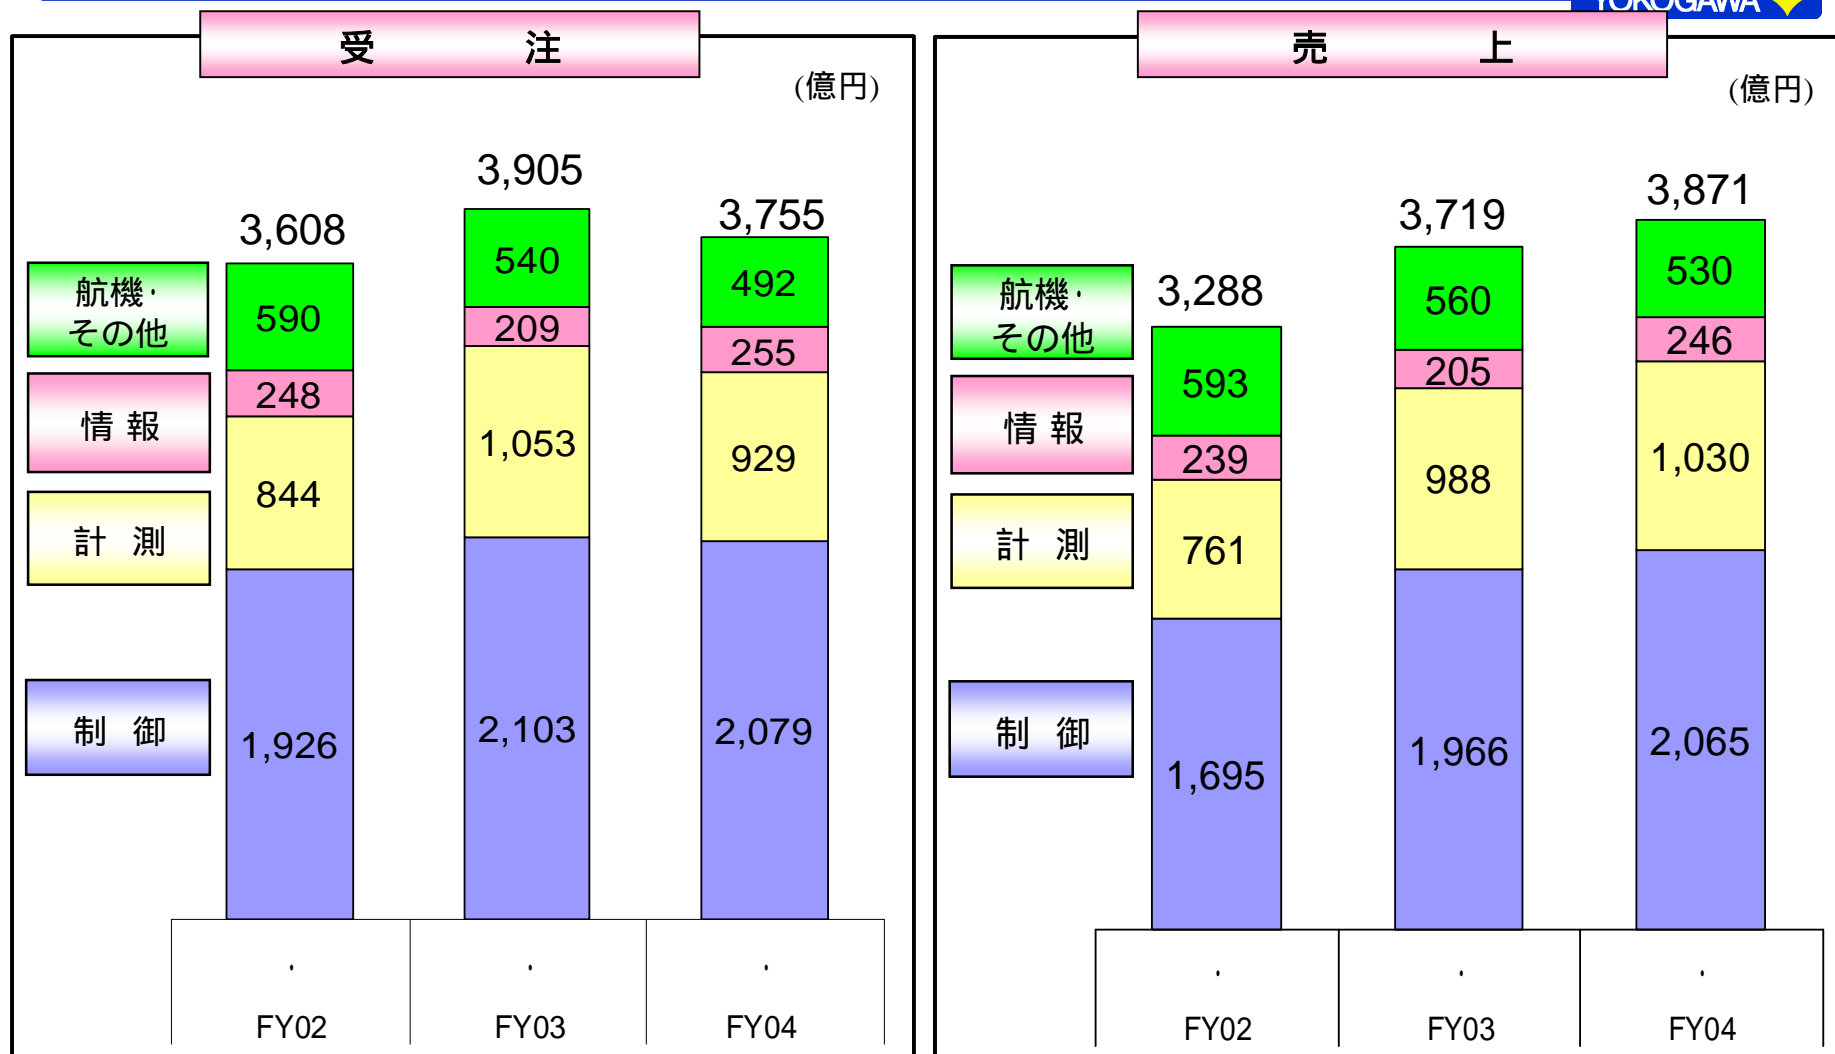 YOKOGAWA
受 注
(億円)
3,608
3,905
3,755
航機・
その他
590
540
492
情 報
248
209
255
計 測
844
1,053
929
制 御
1,926
2,103
2,079
FY02
FY03
FY04
売 上
(億円)
3,288
3,719
3,871
航機・
その他
593
560
530
情 報
239
205
246
計 測
761
988
1,030
制 御
1,695
1,966
2,065
FY02
FY03
FY04